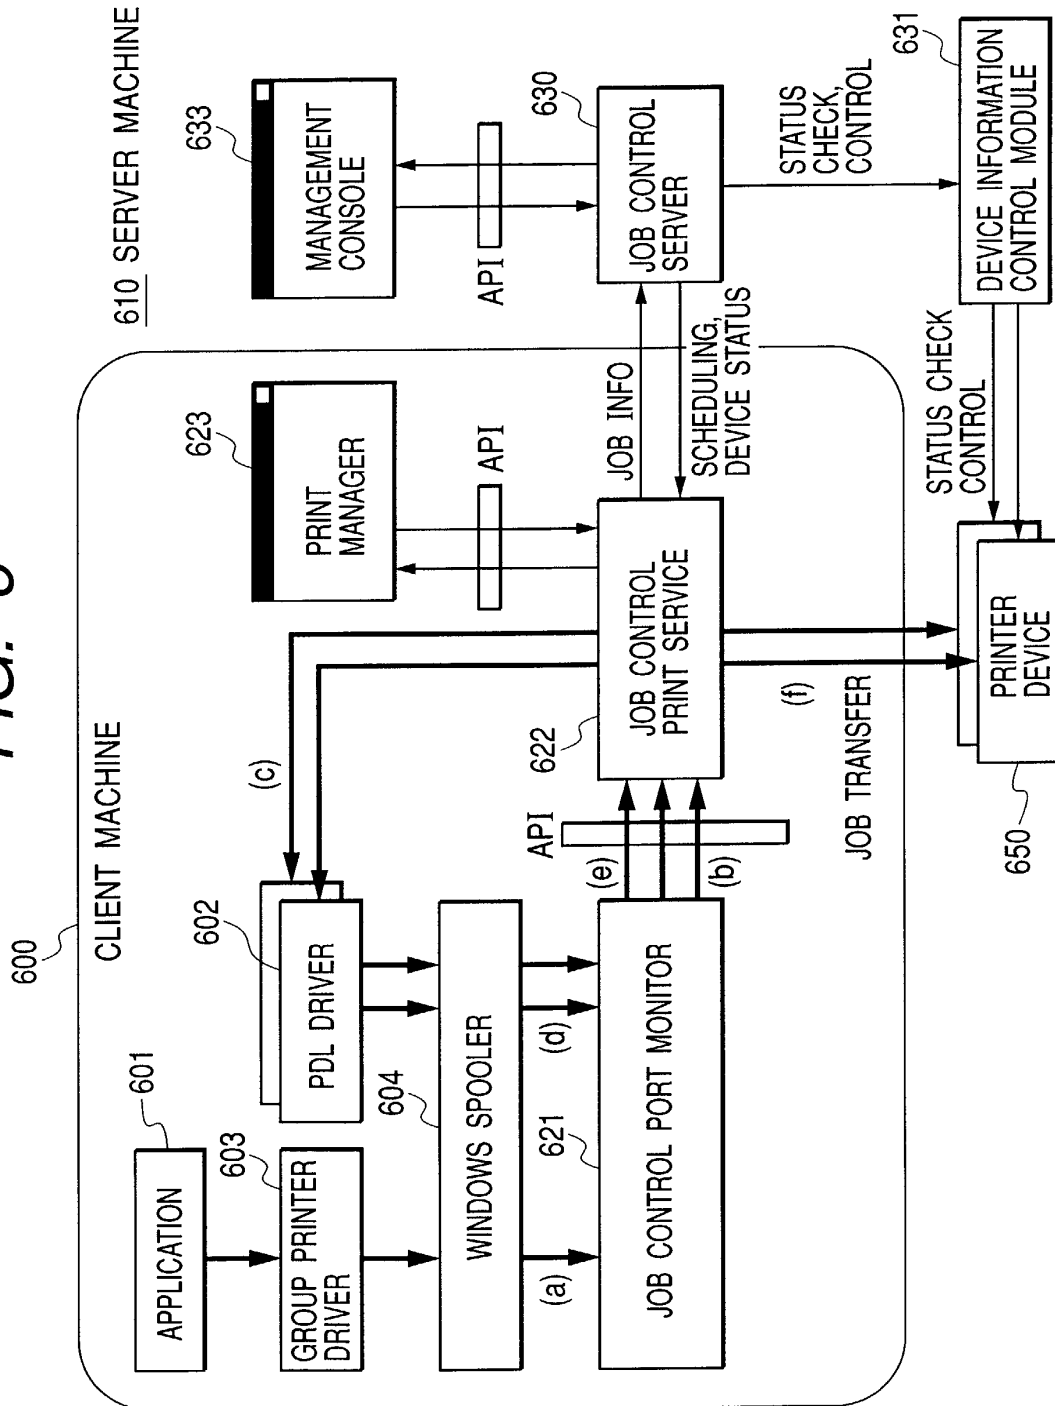 FIG.
600
CLIENT MACHINE
610 SERVER MACHINE
601
APPLICATION
603
GROUP PRINTER
DRIVER
602
PDL DRIVER
(c)
623
PRINT
MANAGER
633
MANAGEMENT
CONSOLE
604
WINDOWS SPOOLER
API
API
(a)
(d)
621
JOB CONTROL PORT MONITOR
API
(e)
(b)
622
JOB CONTROL
PRINT SERVICE
JOB INFO
SCHEDULING,
DEVICE STATUS
630
JOB CONTROL
SERVER
(f)
JOB TRANSFER
STATUS
CHECK,
CONTROL
STATUS CHECK
CONTROL
631
DEVICE INFORMATION
CONTROL MODULE
650
PRINTER
DEVICE